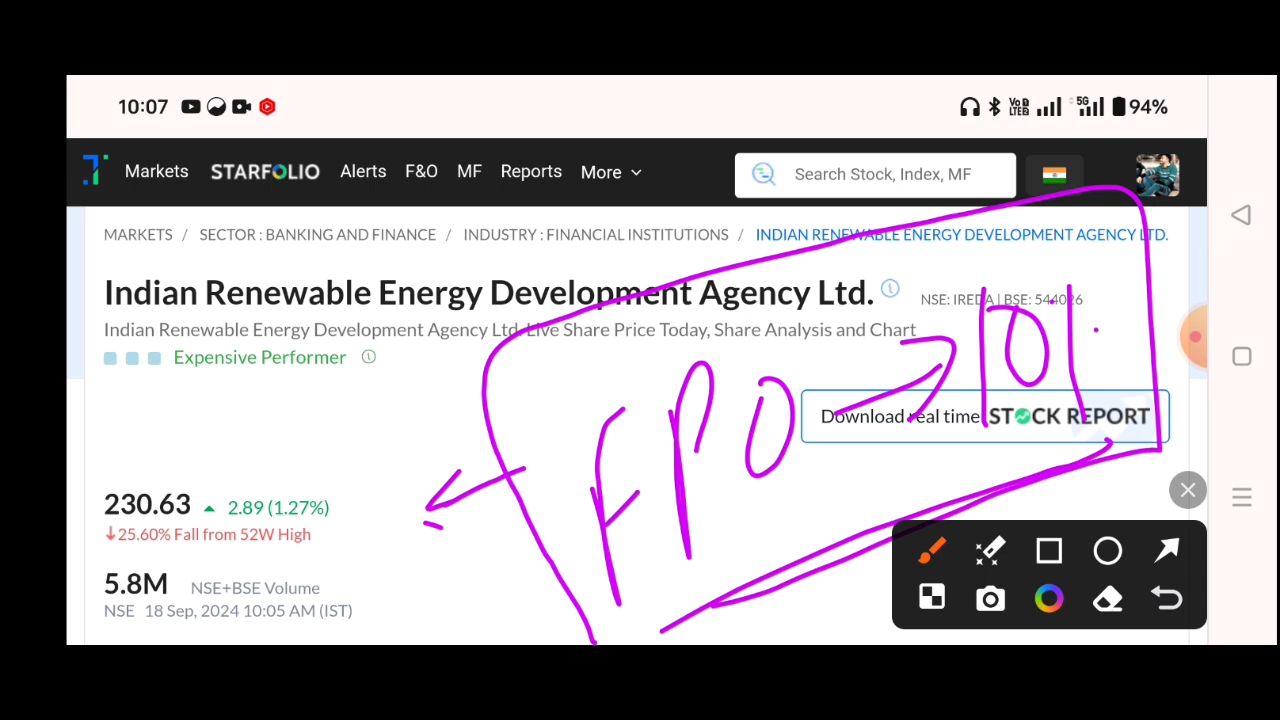 10:07 Vo LTE2 5G 94%
Markets STARFOLIO Alerts F&O MF Reports More Search Stock, Index, MF
MARKETS / SECTOR : BANKING AND FINANCE / INDUSTRY : FINANCIAL INSTITUTIONS / INDIAN RENEWABLE ENERGY DEVELOPMENT AGENCY LTD.
Indian Renewable Energy Development Agency Ltd. NSE: IREDA | BSE: 544026
Indian Renewable Energy Development Agency Ltd. Live Share Price Today, Share Analysis and Chart
Expensive Performer
FPO → 10%
Download real time STOCK REPORT
230.63 2.89 (1.27%)
25.60% Fall from 52W High
5.8M NSE+BSE Volume
NSE 18 Sep, 2024 10:05 AM (IST)